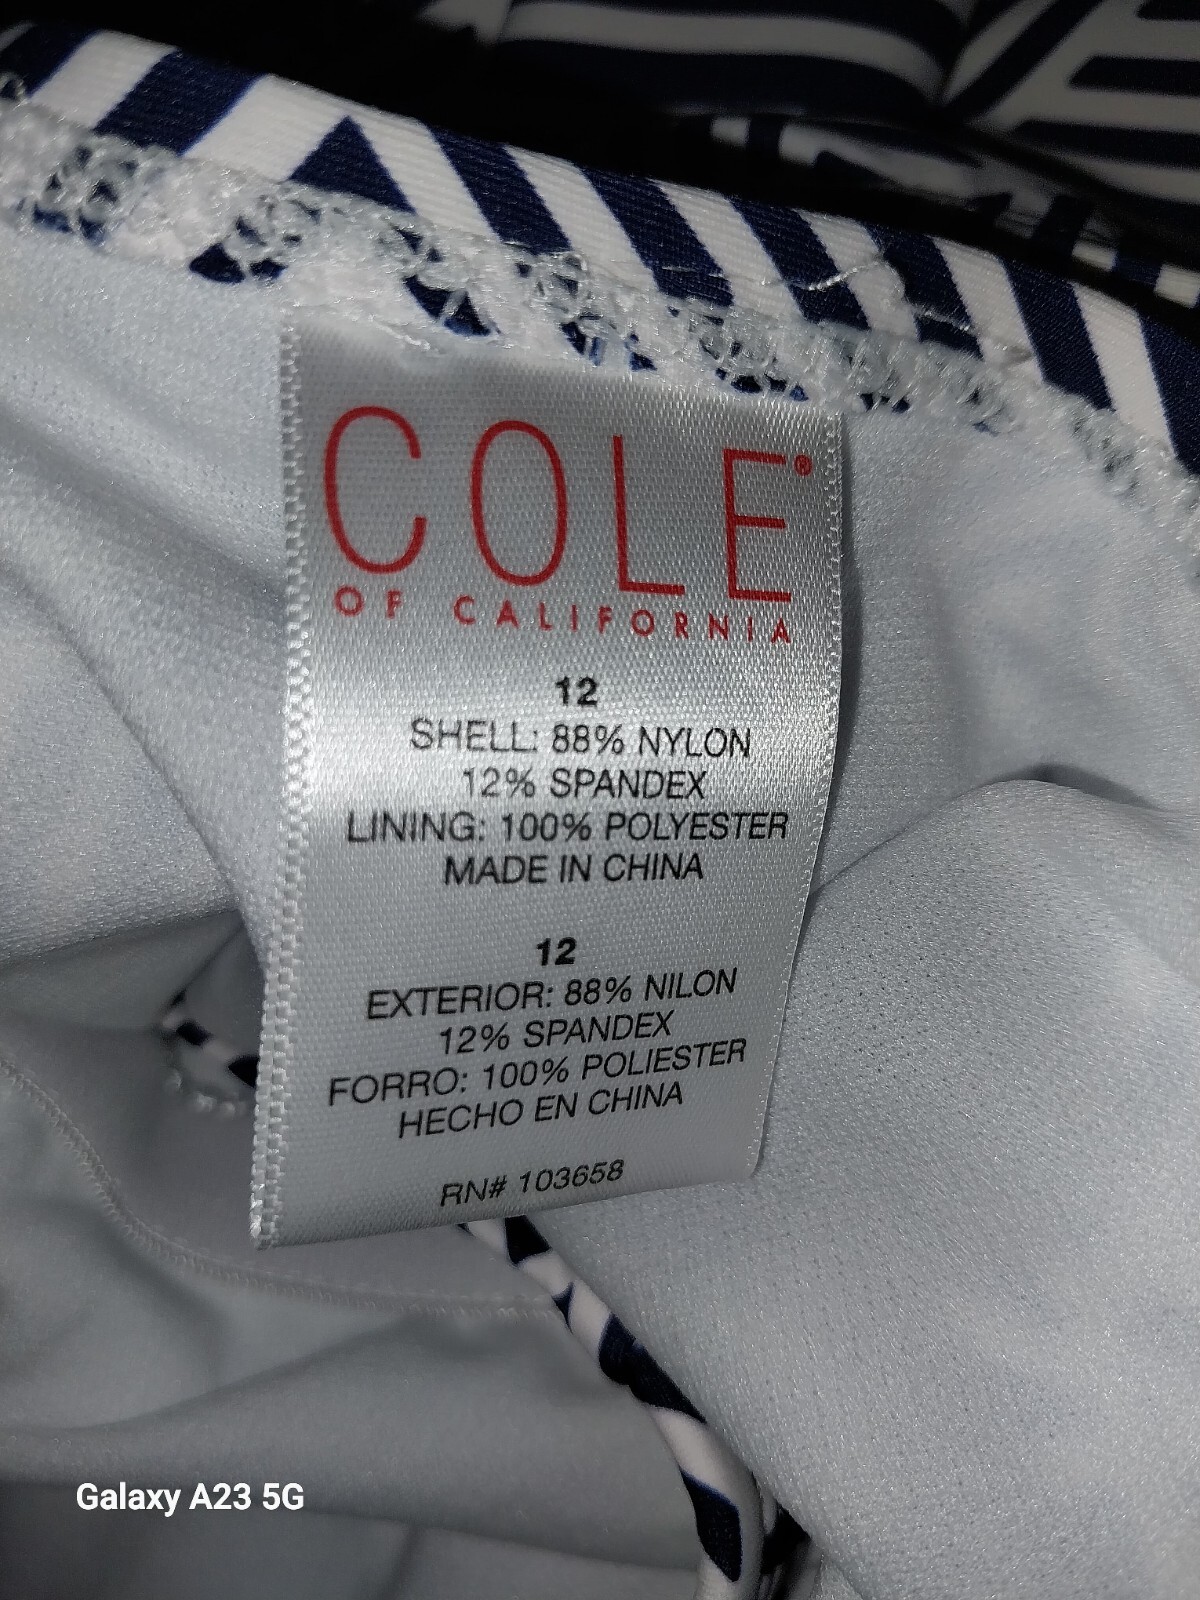 COLE®
OF CALIFORNIA
12
SHELL: 88% NYLON
12% SPANDEX
LINING: 100% POLYESTER
MADE IN CHINA
12
EXTERIOR: 88% NILON
12% SPANDEX
FORRO: 100% POLIESTER
HECHO EN CHINA
RN# 103658
Galaxy A23 5G